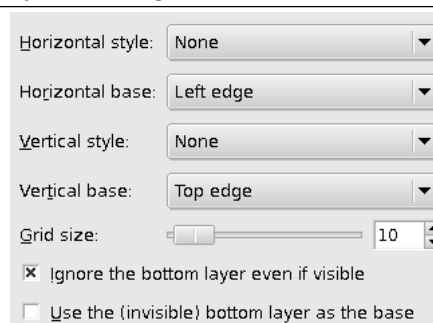 Horizontal style: None
Horizontal base: Left edge
Vertical style: None
Vertical base: Top edge
Grid size: 10
Ignore the bottom layer even if visible
Use the (invisible) bottom layer as the base